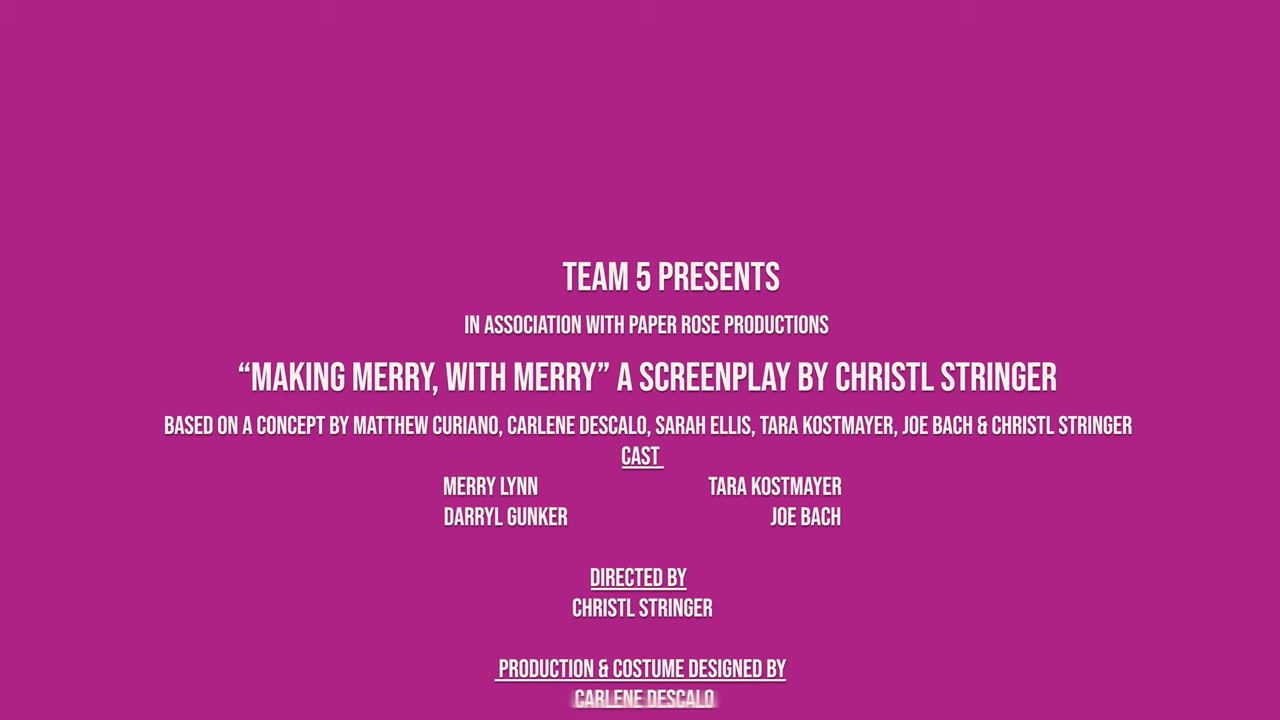 TEAM 5 PRESENTS
IN ASSOCIATION WITH PAPER ROSE PRODUCTIONS
“MAKING MERRY, WITH MERRY” A SCREENPLAY BY CHRISTL STRINGER
BASED ON A CONCEPT BY MATTHEW CURIANO, CARLENE DESCALO, SARAH ELLIS, TARA KOSTMAYER, JOE BACH & CHRISTL STRINGER
CAST
MERRY LYNN TARA KOSTMAYER
DARRYL GUNKER JOE BACH
DIRECTED BY
CHRISTL STRINGER
PRODUCTION & COSTUME DESIGNED BY
CARLENE DESCALO